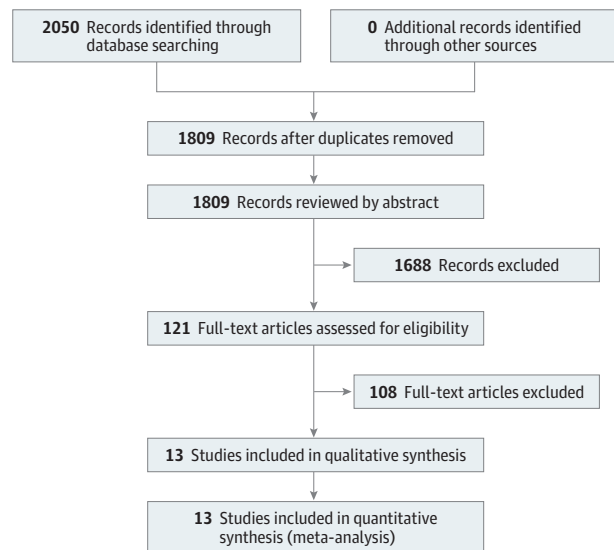 2050 Records identified through
database searching
0 Additional records identified
through other sources
1809 Records after duplicates removed
1809 Records reviewed by abstract
1688 Records excluded
121 Full-text articles assessed for eligibility
108 Full-text articles excluded
13 Studies included in qualitative synthesis
13 Studies included in quantitative
synthesis (meta-analysis)